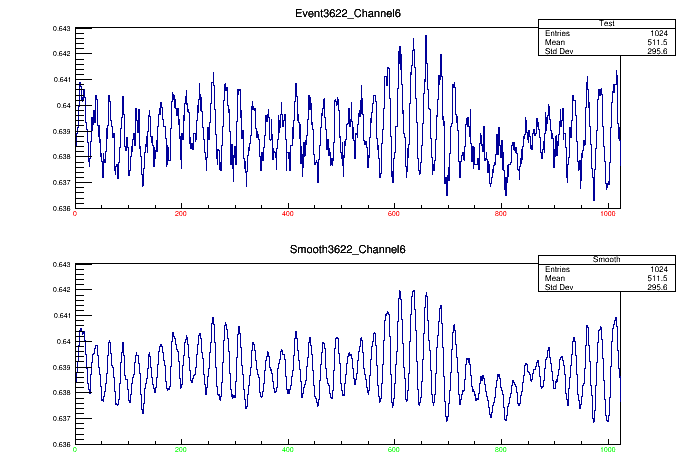 Event3622_Channel6
Test
Entries 1024
Mean 511.5
Std Dev 295.6
0.643
0.642
0.641
0.64
0.639
0.638
0.637
0.636
0 200 400 600 800 1000
Smooth3622_Channel6
Smooth
Entries 1024
Mean 511.5
Std Dev 295.6
0.643
0.642
0.641
0.64
0.639
0.638
0.637
0.636
0 200 400 600 800 1000